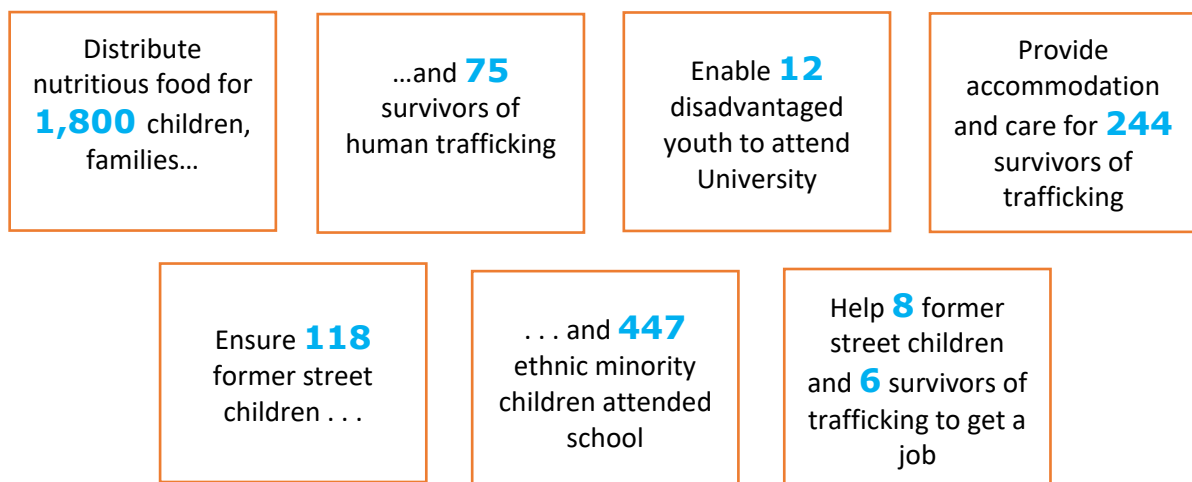 Distribute
nutritious food for
1,800 children,
families…
…and 75
survivors of
human trafficking
Enable 12
disadvantaged
youth to attend
University
Provide
accommodation
and care for 244
survivors of
trafficking
Ensure 118
former street
children . . .
. . . and 447
ethnic minority
children attended
school
Help 8 former
street children
and 6 survivors of
trafficking to get a
job